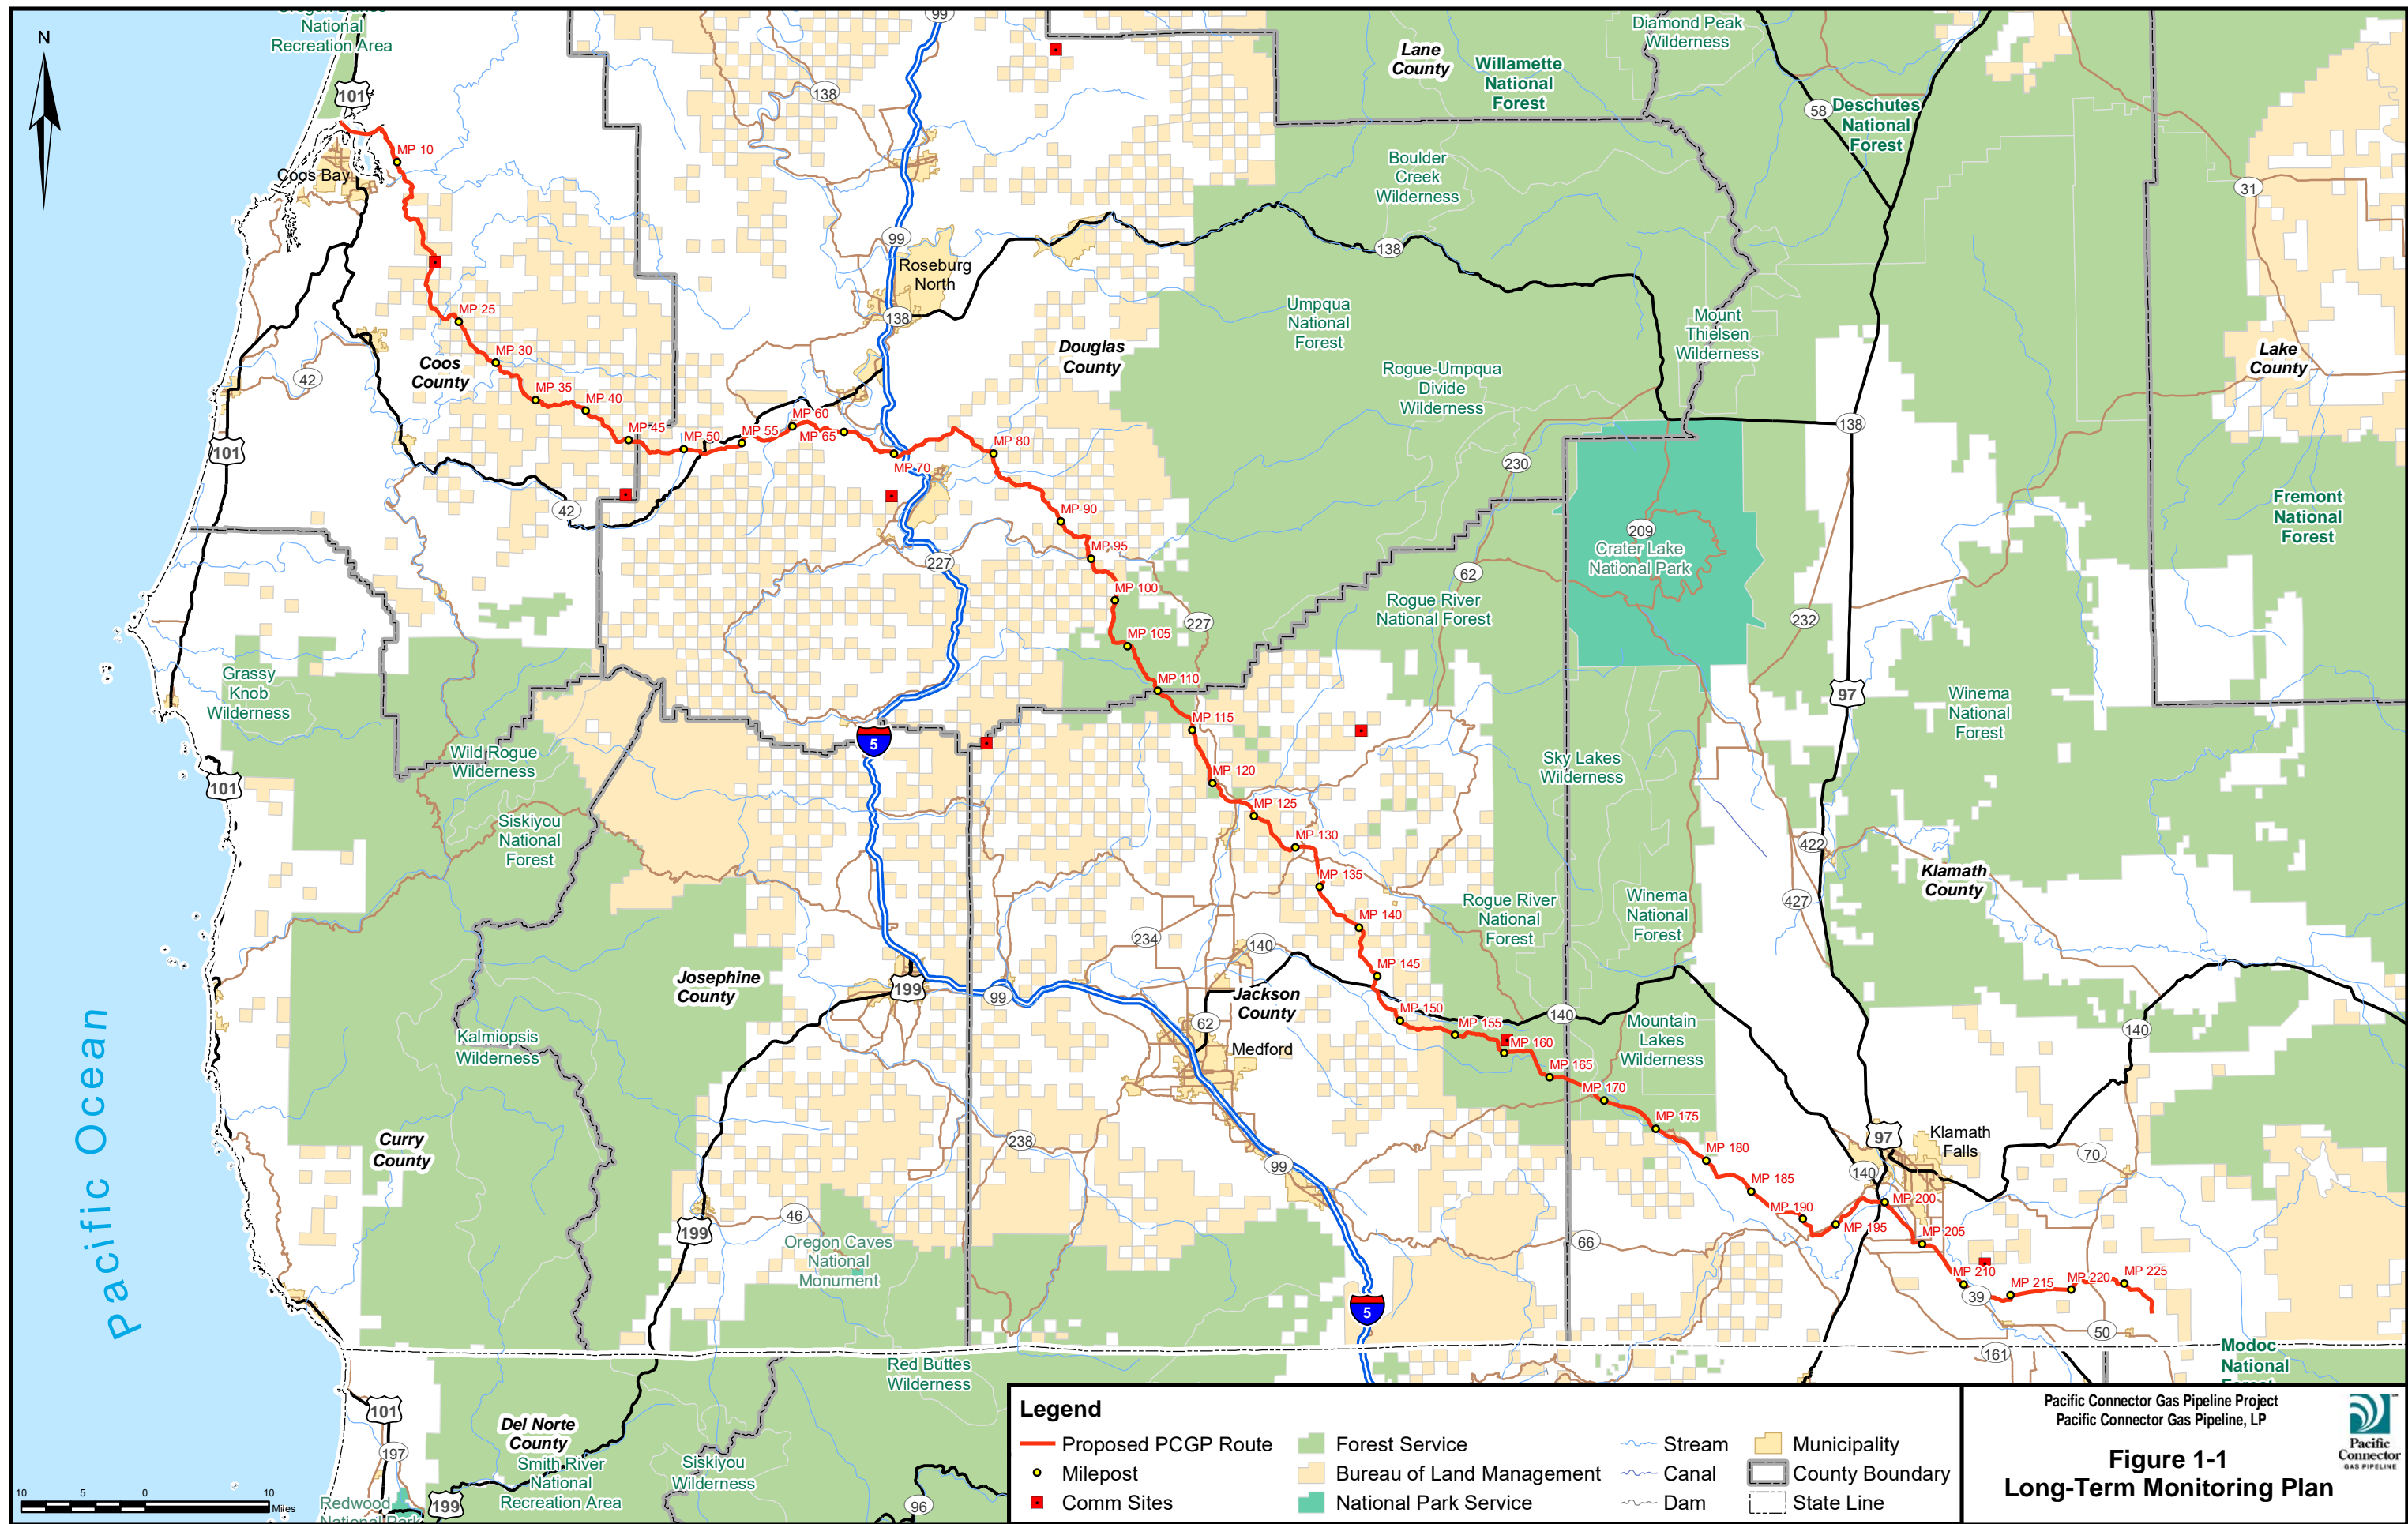 Oregon Dunes
National
Recreation Area
N
101
99
138
Lane
County
Willamette
National
Forest
Diamond Peak
Wilderness
58
Deschutes
National
Forest
31
MP 10
Coos Bay
Boulder
Creek
Wilderness
99
138
Roseburg
North
138
Umpqua
National
Forest
Mount
Thielsen
Wilderness
MP 25
MP 30
Coos
County
42
Douglas
County
Lake
County
Rogue-Umpqua
Divide
Wilderness
MP 35
MP 40
MP 45
MP 50
MP 55
MP 60
MP 65
MP 70
MP 80
138
101
230
42
MP 90
209
Crater Lake
National Park
Fremont
National
Forest
MP 95
227
62
MP 100
Rogue River
National Forest
227
232
MP 105
Grassy
Knob
Wilderness
MP 110
97
Winema
National
Forest
MP 115
5
Wild Rogue
Wilderness
Sky Lakes
Wilderness
101
MP 120
MP 125
Siskiyou
National
Forest
MP 130
422
MP 135
Klamath
County
427
Rogue River
National
Forest
Winema
National
Forest
MP 140
234
140
Josephine
County
199
99
MP 145
Jackson
County
MP 150
140
62
MP 155
Mountain
Lakes
Wilderness
140
Kalmiopsis
Wilderness
Medford
MP 160
MP 165
MP 170
Pacific Ocean
Curry
County
238
MP 175
97
Klamath
Falls
MP 180
70
99
140
MP 185
199
46
MP 190
MP 200
MP 195
MP 205
66
Oregon Caves
National
Monument
MP 210
MP 215
MP 220
MP 225
39
5
50
161
Modoc
National
Forest
Red Buttes
Wilderness
101
197
Del Norte
County
Smith River
National
Recreation Area
Siskiyou
Wilderness
199
96
Redwood
National Park
10 5 0 10
Miles
Legend
Proposed PCGP Route
Milepost
Comm Sites
Forest Service
Bureau of Land Management
National Park Service
Stream
Canal
Dam
Municipality
County Boundary
State Line
Pacific Connector Gas Pipeline Project
Pacific Connector Gas Pipeline, LP
Figure 1-1
Long-Term Monitoring Plan
Pacific
Connector
GAS PIPELINE